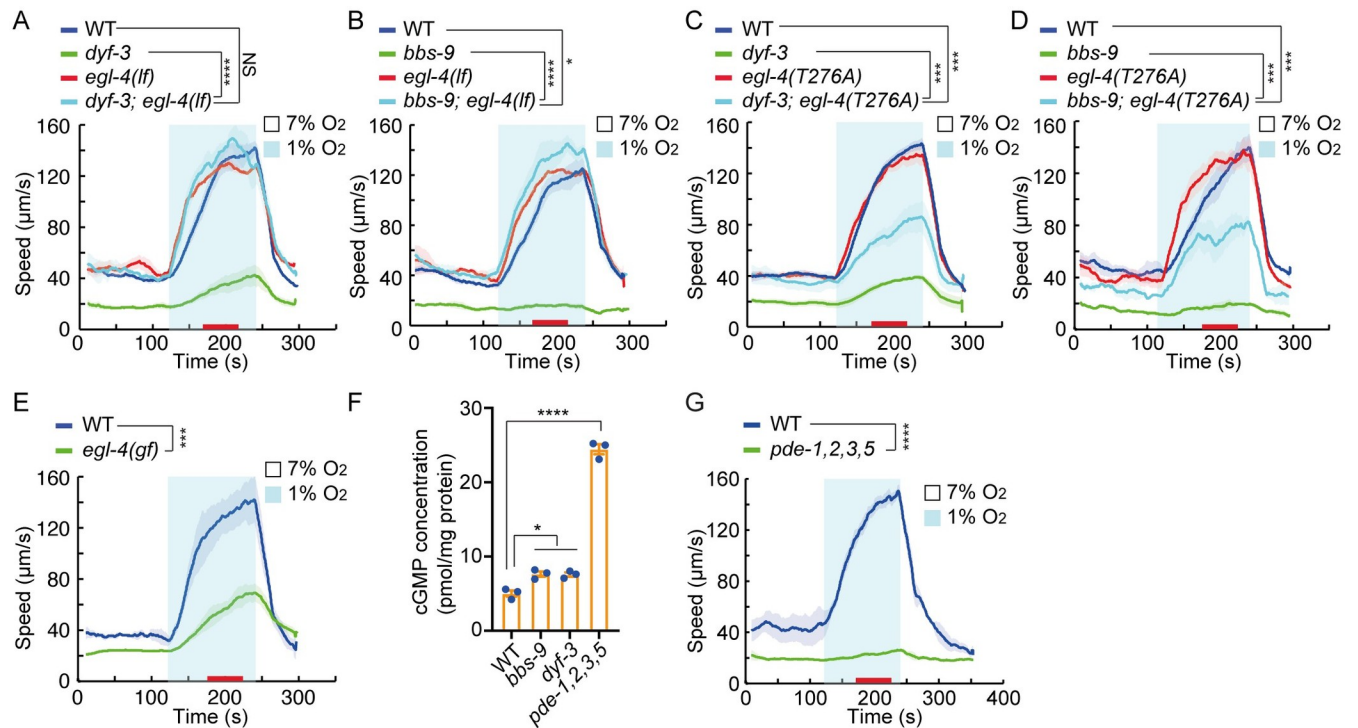 A
WT
dyf-3
egl-4(lf)
dyf-3; egl-4(lf)
****
NS
7% O2
1% O2
Speed (µm/s)
160
120
80
40
0
0 100 200 300
Time (s)
B
WT
bbs-9
egl-4(lf)
bbs-9; egl-4(lf)
****
*
7% O2
1% O2
Speed (µm/s)
160
120
80
40
0
0 100 200 300
Time (s)
C
WT
dyf-3
egl-4(T276A)
dyf-3; egl-4(T276A)
***
***
7% O2
1% O2
Speed (µm/s)
160
120
80
40
0
0 100 200 300
Time (s)
D
WT
bbs-9
egl-4(T276A)
bbs-9; egl-4(T276A)
***
***
7% O2
1% O2
Speed (µm/s)
160
120
80
40
0
0 100 200 300
Time (s)
E
WT
egl-4(gf)
***
7% O2
1% O2
Speed (µm/s)
160
120
80
40
0
0 100 200 300
Time (s)
F
****
*
cGMP concentration
(pmol/mg protein)
30
20
10
0
WT
bbs-9
dyf-3
pde-1,2,3,5
G
WT
pde-1,2,3,5
****
7% O2
1% O2
Speed (µm/s)
160
120
80
40
0
0 100 200 300 400
Time (s)